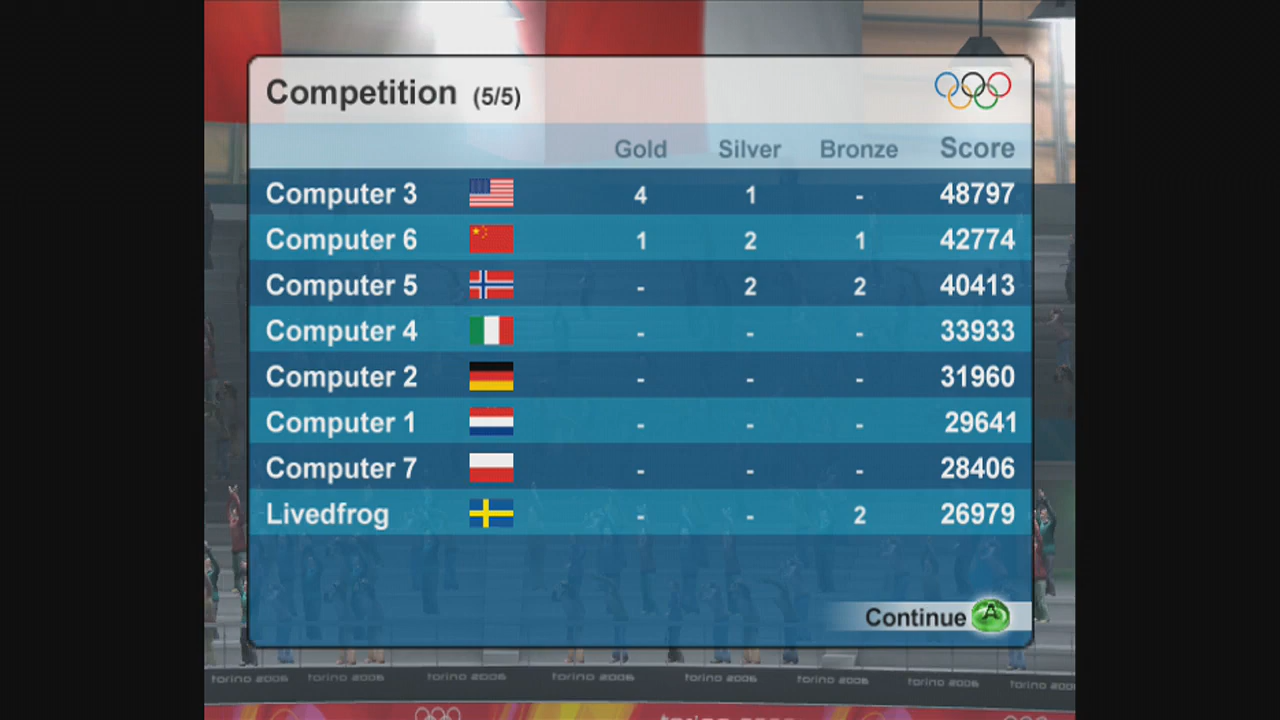 Competition (5/5)
Gold Silver Bronze Score
Computer 3 4 1 - 48797
Computer 6 1 2 1 42774
Computer 5 - 2 2 40413
Computer 4 - - - 33933
Computer 2 - - - 31960
Computer 1 - - - 29641
Computer 7 - - - 28406
Livedfrog - - 2 26979
Continue A
torino 2006 torino 2006 torino 2006 torino 2006 torino 2006 torino 2006 torino 2006 torino 2006